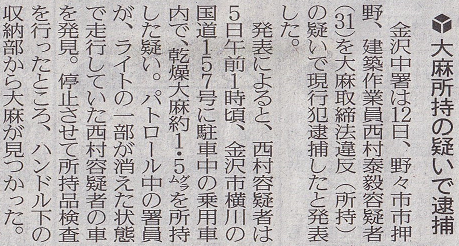 大麻所持の疑いで逮捕
金沢中署は12日、野々市市押
野、建築作業員西村泰毅容疑者
(31)を大麻取締法違反(所持)
の疑いで現行犯逮捕したと発表
した。
発表によると、西村容疑者は
5日午前1時頃、金沢市横川の
国道157号に駐車中の乗用車
内で、乾燥大麻約1・5㌘を所持
した疑い。パトロール中の署員
が、ライトの一部が消えた状態
で走行していた西村容疑者の車
を発見。停止させて所持品検査
を行ったところ、ハンドル下の
収納部から大麻が見つかった。